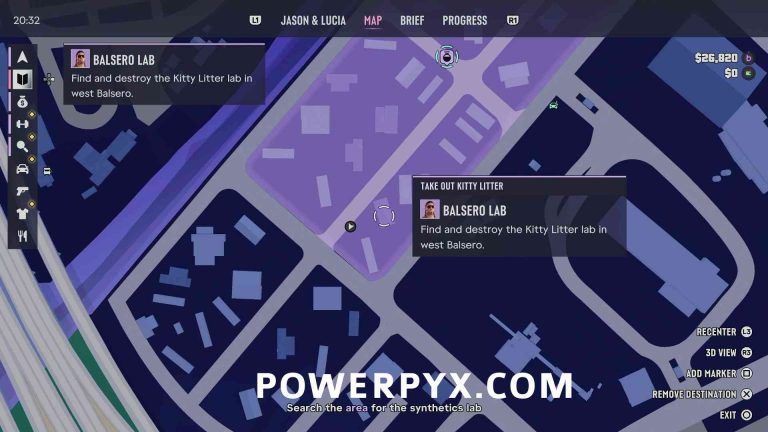 20:32
L1 JASON & LUCIA MAP BRIEF PROGRESS R1
BALSERO LAB
Find and destroy the Kitty Litter lab in
west Balsero.
$26,820
$0
TAKE OUT KITTY LITTER
BALSERO LAB
Find and destroy the Kitty Litter lab in
west Balsero.
RECENTER L3
3D VIEW R3
ADD MARKER
REMOVE DESTINATION
EXIT
POWERPYX.COM
Search the area for the synthetics lab